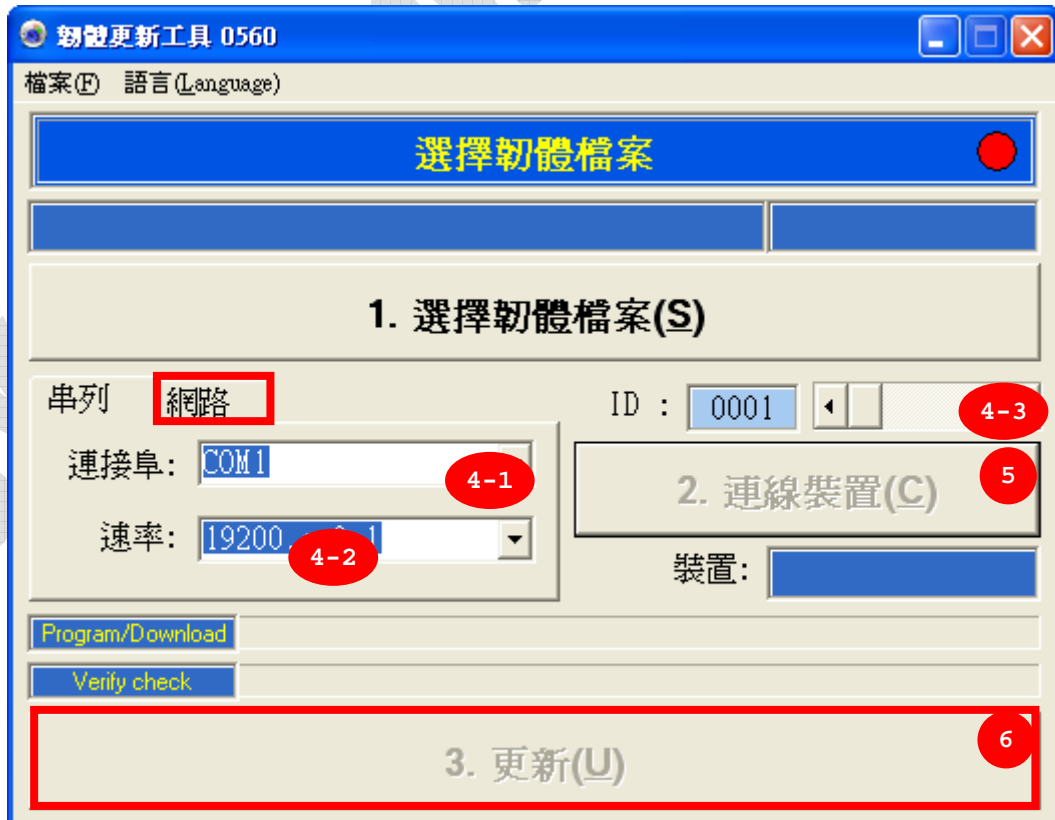 韌體更新工具 0560
檔案(F) 語言(Language)
選擇韌體檔案
1. 選擇韌體檔案(S)
串列 網路
ID : 0001
4-3
連接阜: COM1
4-1
2. 連線裝置(C)
5
速率: 19200
1
4-2
裝置:
Program/Download
Verify check
3. 更新(U)
6